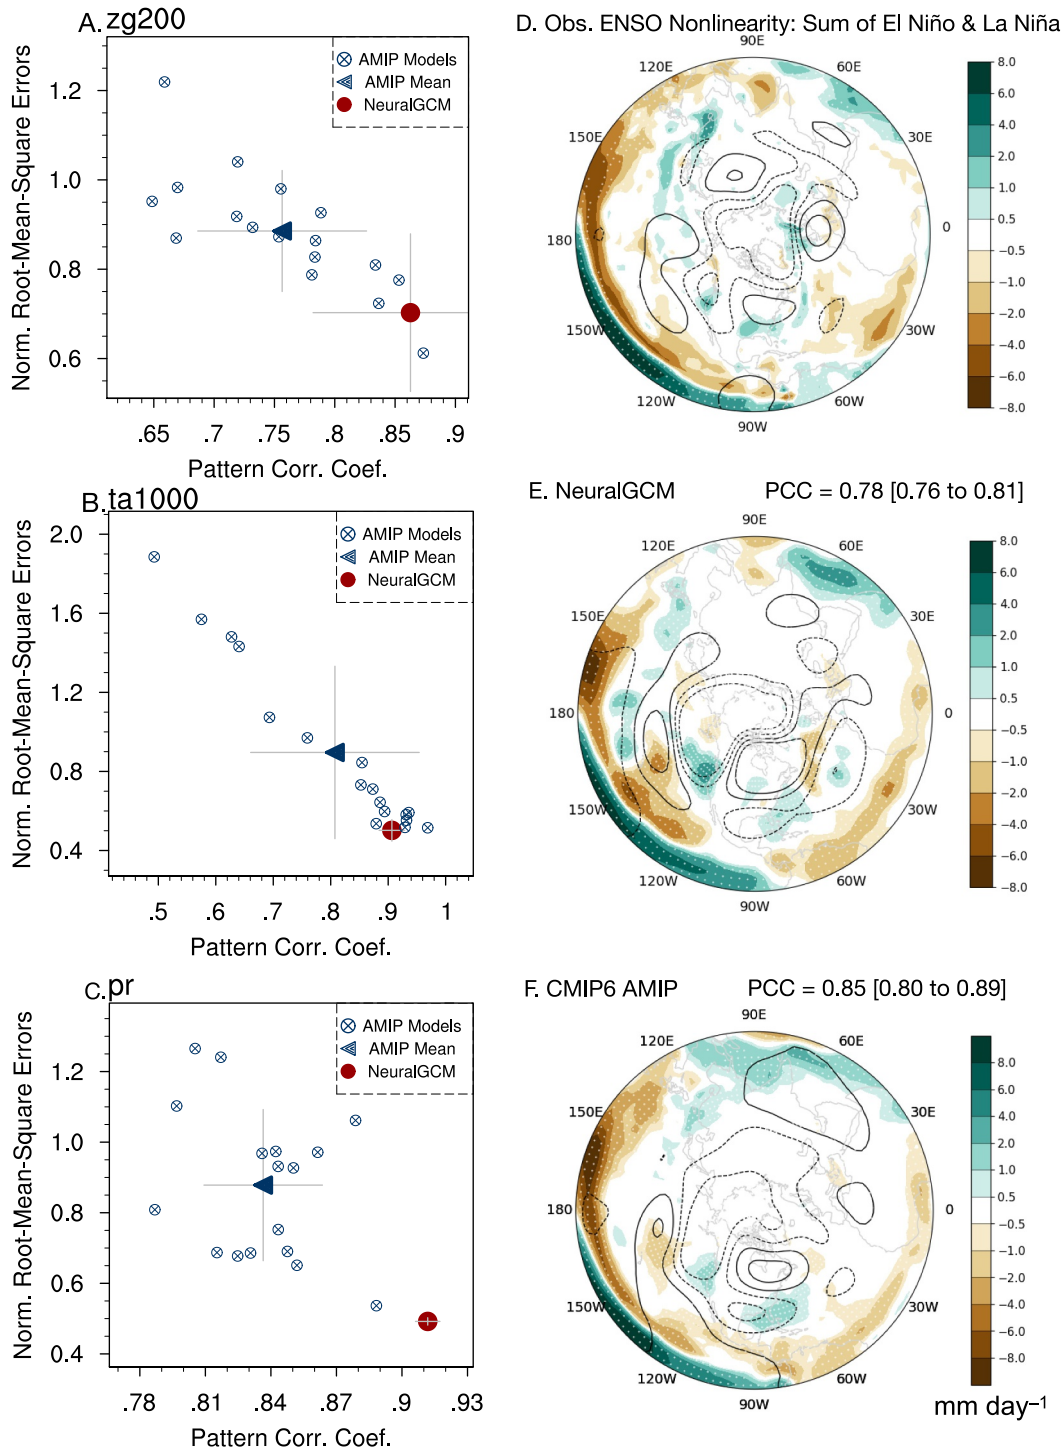 A. zg200
Norm. Root-Mean-Square Errors
1.2
1.0
0.8
0.6
AMIP Models
AMIP Mean
NeuralGCM
.65 .7 .75 .8 .85 .9
Pattern Corr. Coef.
B. ta1000
Norm. Root-Mean-Square Errors
2.0
1.6
1.2
0.8
0.4
AMIP Models
AMIP Mean
NeuralGCM
.5 .6 .7 .8 .9 1
Pattern Corr. Coef.
C. pr
Norm. Root-Mean-Square Errors
1.2
1.0
0.8
0.6
0.4
AMIP Models
AMIP Mean
NeuralGCM
.78 .81 .84 .87 .9 .93
Pattern Corr. Coef.
D. Obs. ENSO Nonlinearity: Sum of El Niño & La Niña
90E
120E 60E
150E 30E
180 0
150W 30W
120W 60W
90W
8.0
6.0
4.0
2.0
1.0
0.5
−0.5
−1.0
−2.0
−4.0
−6.0
−8.0
E. NeuralGCM PCC = 0.78 [0.76 to 0.81]
90E
120E 60E
150E 30E
180 0
150W 30W
120W 60W
90W
8.0
6.0
4.0
2.0
1.0
0.5
−0.5
−1.0
−2.0
−4.0
−6.0
−8.0
F. CMIP6 AMIP PCC = 0.85 [0.80 to 0.89]
90E
120E 60E
150E 30E
180 0
150W 30W
120W 60W
90W
8.0
6.0
4.0
2.0
1.0
0.5
−0.5
−1.0
−2.0
−4.0
−6.0
−8.0
mm day⁻¹